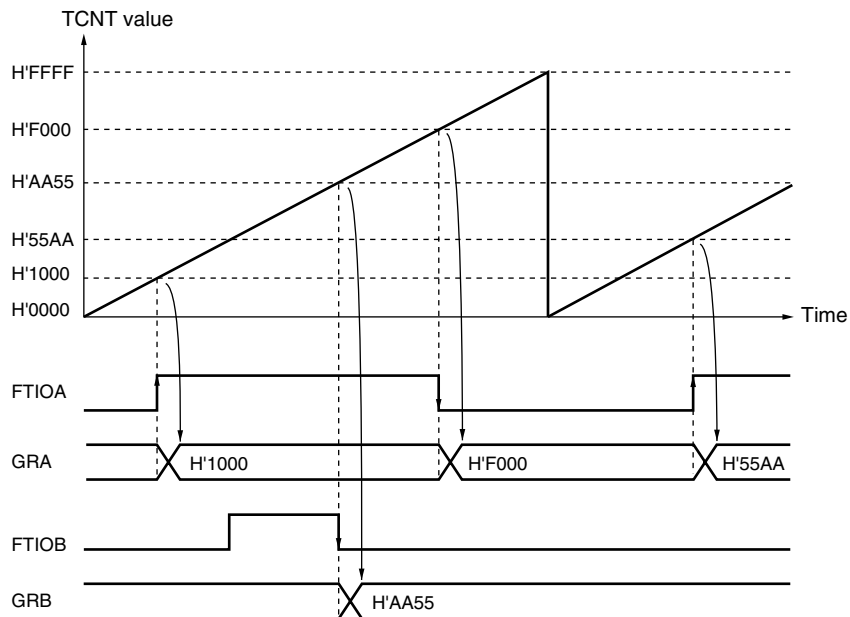 TCNT value
H'FFFF
H'F000
H'AA55
H'55AA
H'1000
H'0000
Time
FTIOA
GRA
H'1000
H'F000
H'55AA
FTIOB
GRB
H'AA55